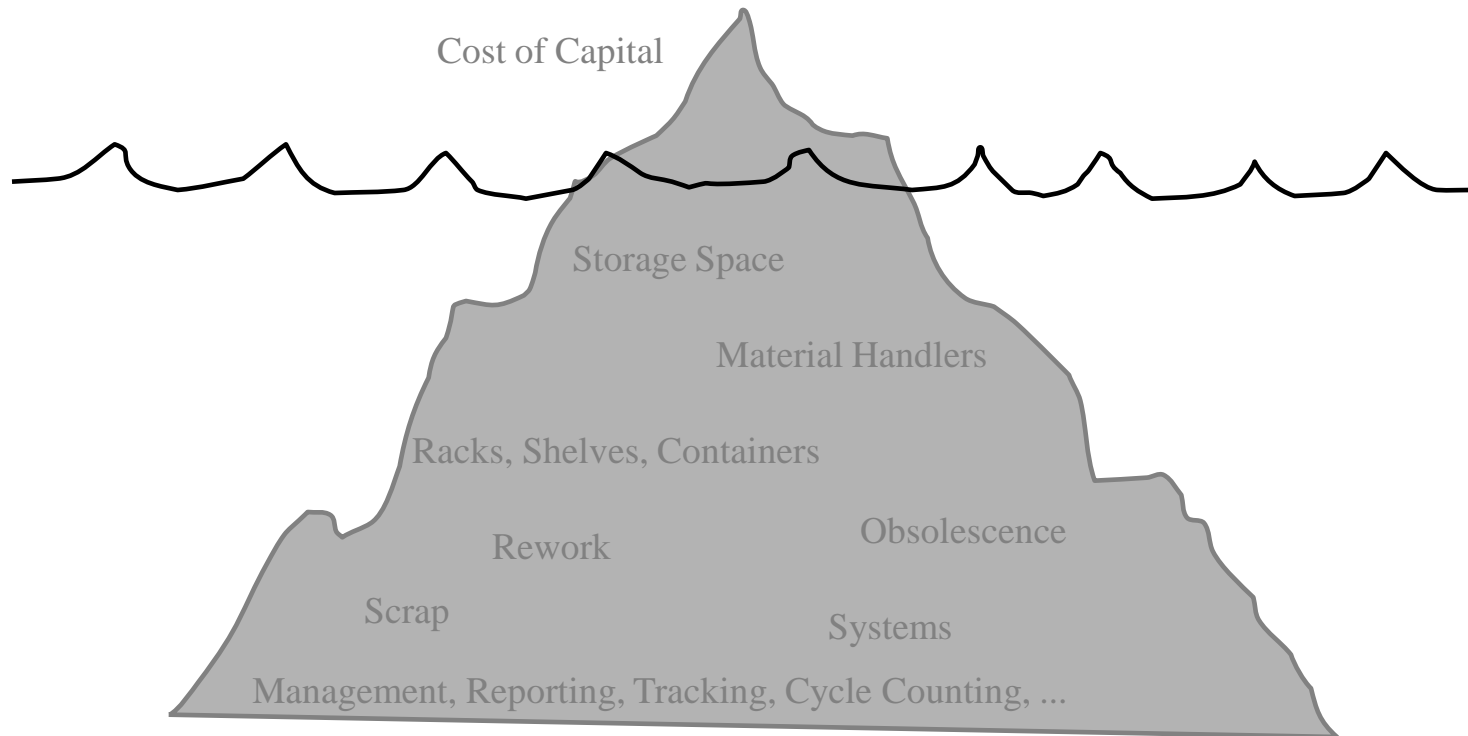 Cost of Capital
Storage Space
Material Handlers
Racks, Shelves, Containers
Obsolescence
Rework
Scrap
Systems
Management, Reporting, Tracking, Cycle Counting, ...